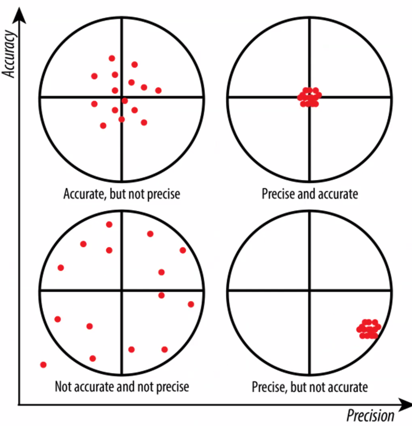 Accuracy
Accurate, but not precise
Precise and accurate
Not accurate and not precise
Precise, but not accurate
Precision